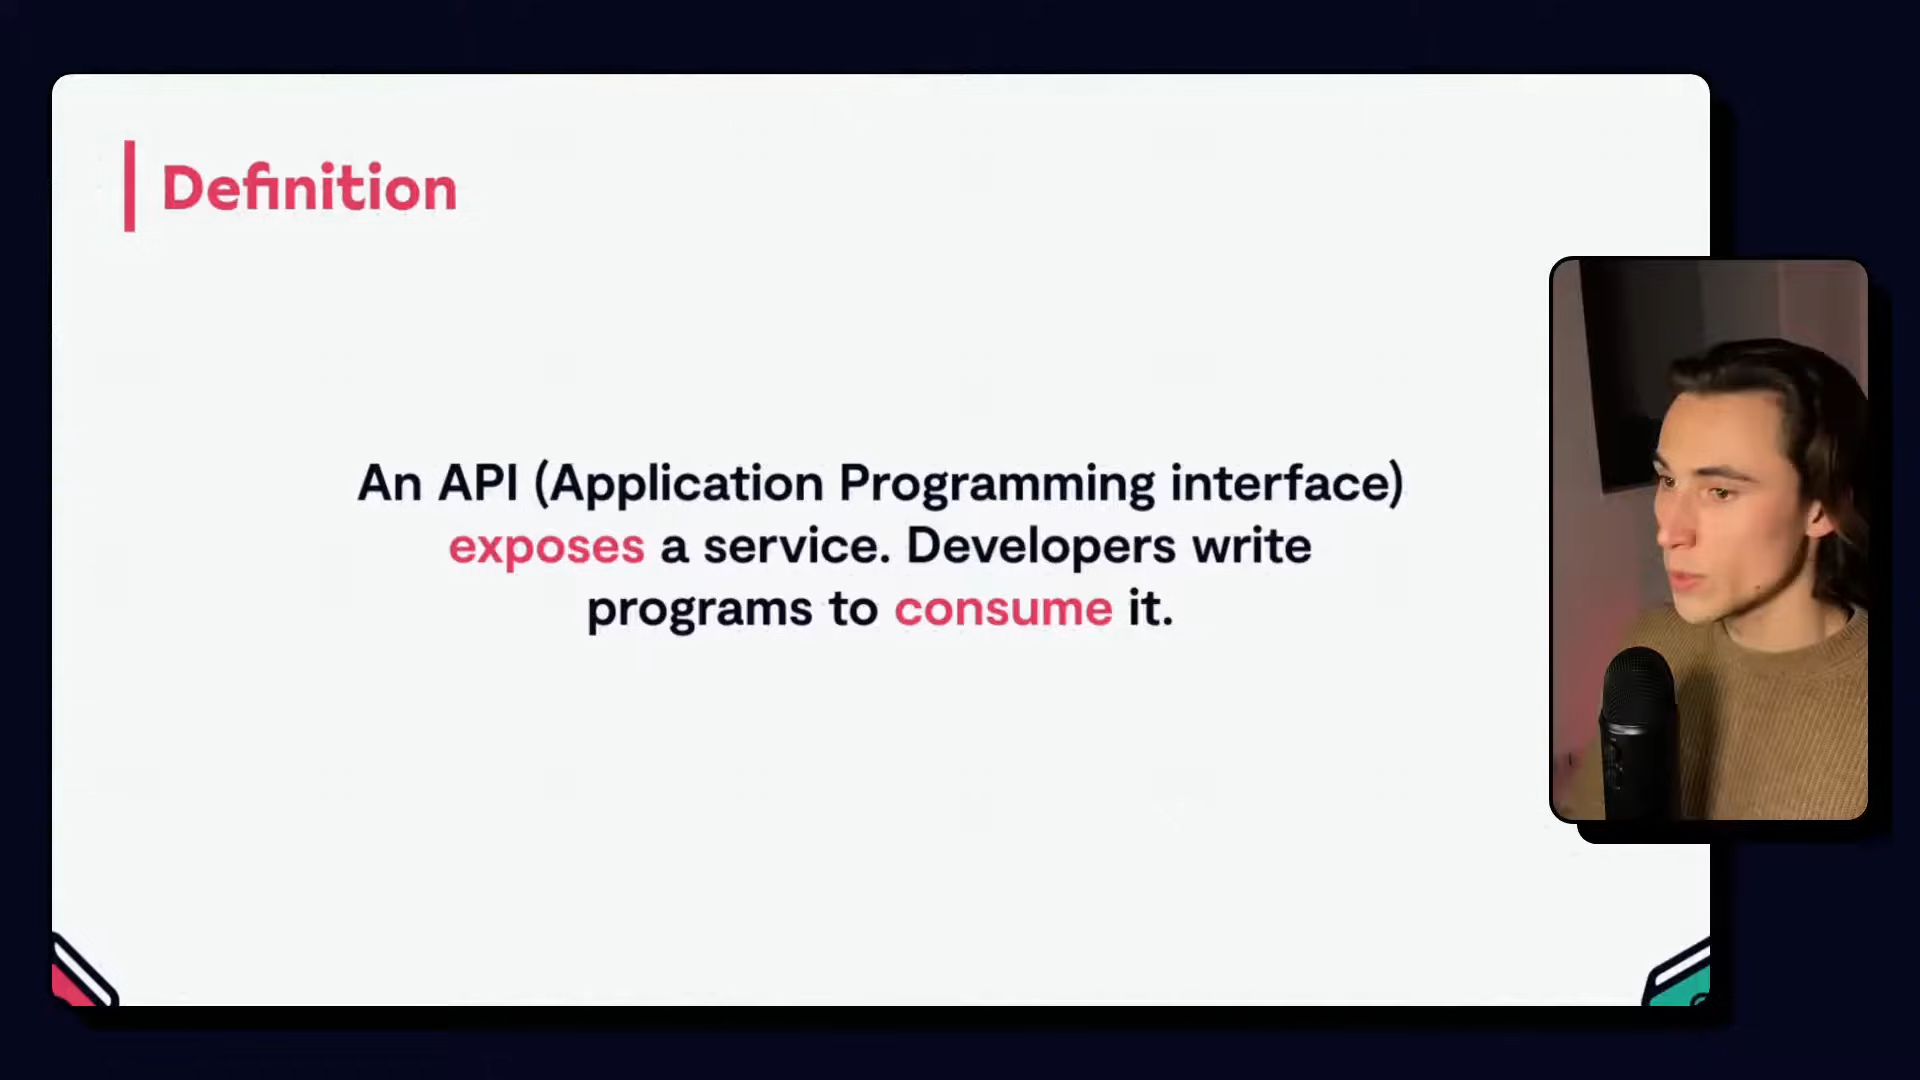 Definition
An API (Application Programming interface)
exposes a service. Developers write
programs to consume it.